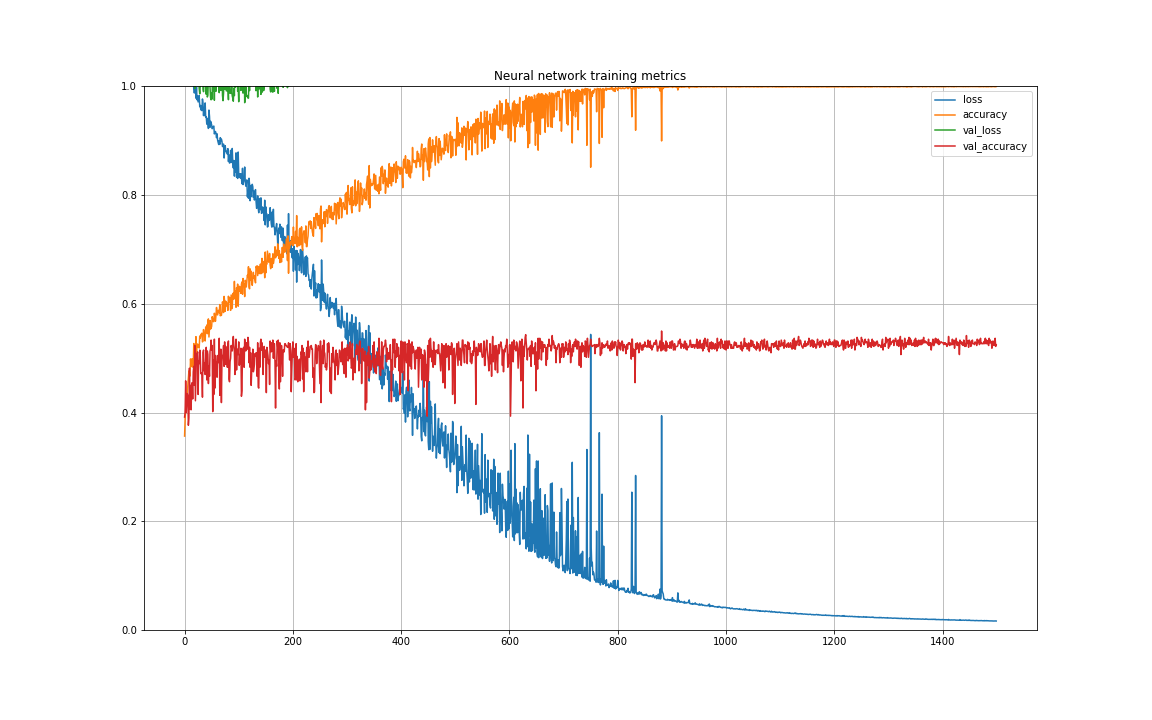 Neural network training metrics
1.0
0.8
0.6
0.4
0.2
0.0
0 200 400 600 800 1000 1200 1400
loss
accuracy
val_loss
val_accuracy